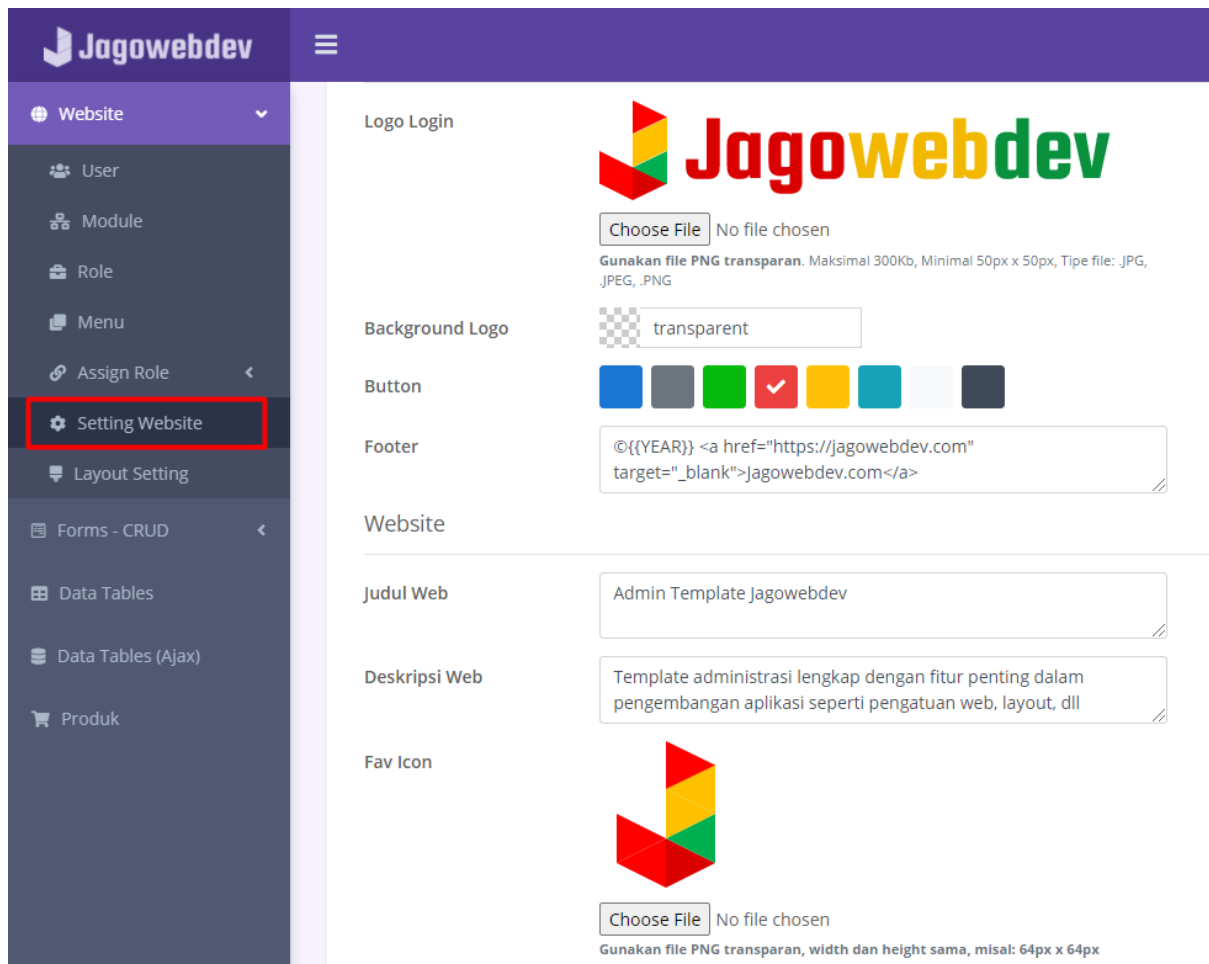 Jagowebdev
Website
User
Module
Role
Menu
Assign Role
Setting Website
Layout Setting
Forms - CRUD
Data Tables
Data Tables (Ajax)
Produk
Logo Login
Jagowebdev
Choose File No file chosen
Gunakan file PNG transparan. Maksimal 300Kb, Minimal 50px x 50px, Tipe file: .JPG,
.JPEG, .PNG
Background Logo
transparent
Button
Footer
©{{YEAR}} <a href="https://jagowebdev.com"
target="_blank">Jagowebdev.com</a>
Website
Judul Web
Admin Template Jagowebdev
Deskripsi Web
Template administrasi lengkap dengan fitur penting dalam
pengembangan aplikasi seperti pengatuan web, layout, dll
Fav Icon
Choose File No file chosen
Gunakan file PNG transparan, width dan height sama, misal: 64px x 64px